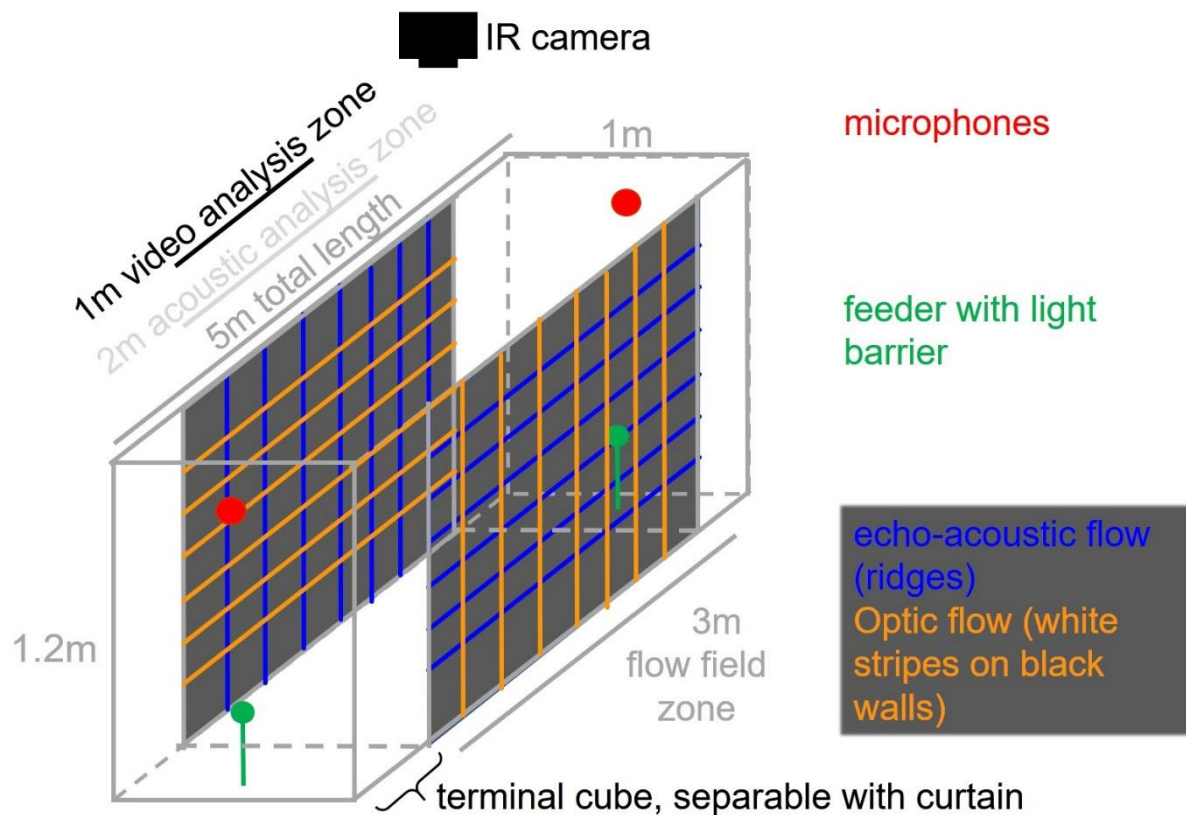 IR camera
1m video analysis zone
2m acoustic analysis zone
5m total length
1m
microphones
feeder with light
barrier
echo-acoustic flow
(ridges)
Optic flow (white
stripes on black
walls)
1.2m
3m
flow field
zone
terminal cube, separable with curtain